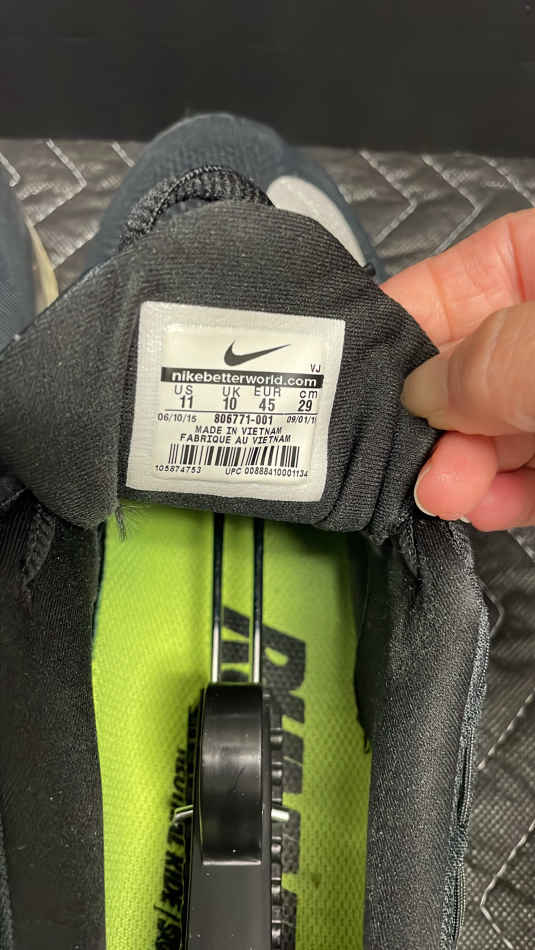 VJ
nikebetterworld.com
US UK EUR cm
11 10 45 29
06/10/15 806771-001 09/01/1
MADE IN VIETNAM
FABRIQUE AU VIETNAM
105874753 UPC 00888410001134